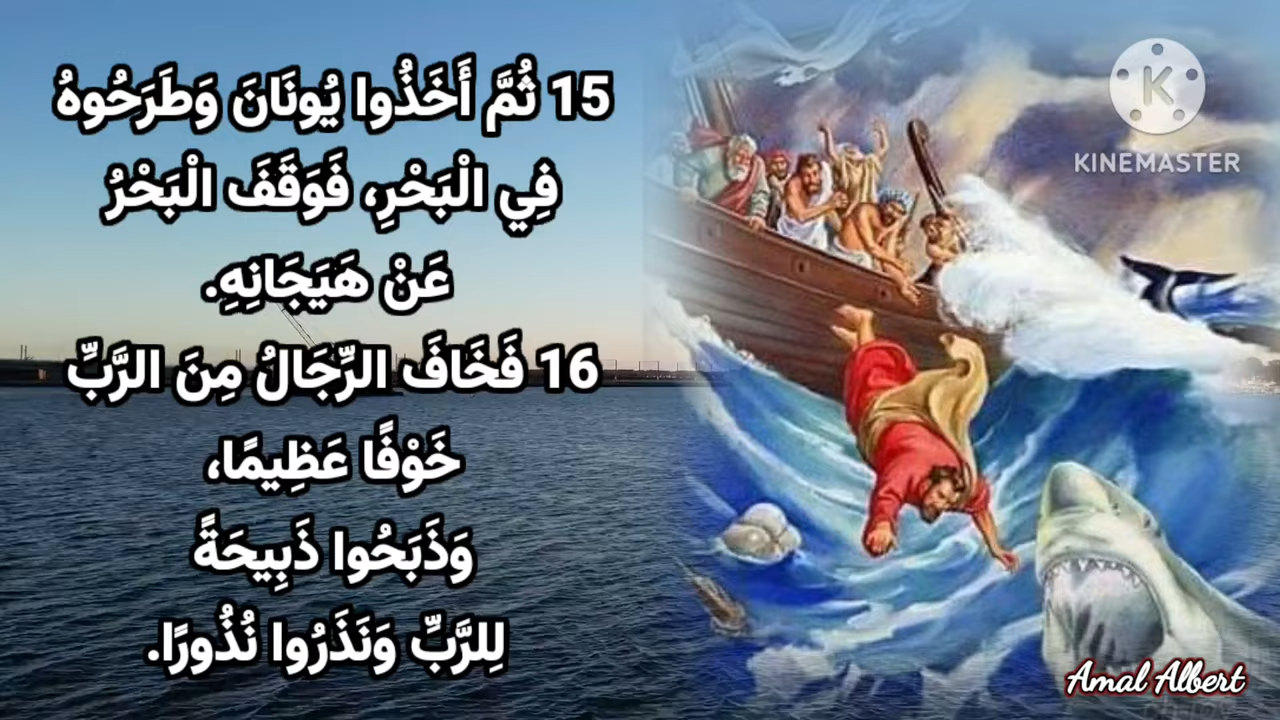 15 ثُمَّ أَخَذُوا يُونَانَ وَطَرَحُوهُ
فِي الْبَحْرِ، فَوَقَفَ الْبَحْرُ
عَنْ هَيَجَانِهِ.
16 فَخَافَ الرِّجَالُ مِنَ الرَّبِّ
خَوْفًا عَظِيمًا،
وَذَبَحُوا ذَبِيحَةً
لِلرَّبِّ وَنَذَرُوا نُذُورًا.
K
KINEMASTER
Amal Albert